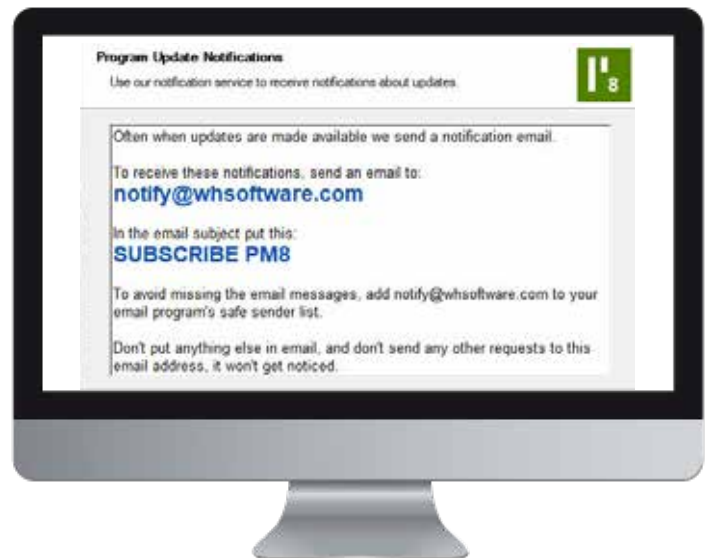 Program Update Notifications
Use our notification service to receive notifications about updates.
8
Often when updates are made available we send a notification email.
To receive these notifications, send an email to:
notify@whsoftware.com
In the email subject put this:
SUBSCRIBE PM8
To avoid missing the email messages, add notify@whsoftware.com to your
email program's safe sender list.
Don't put anything else in email, and don't send any other requests to this
email address, it won't get noticed.